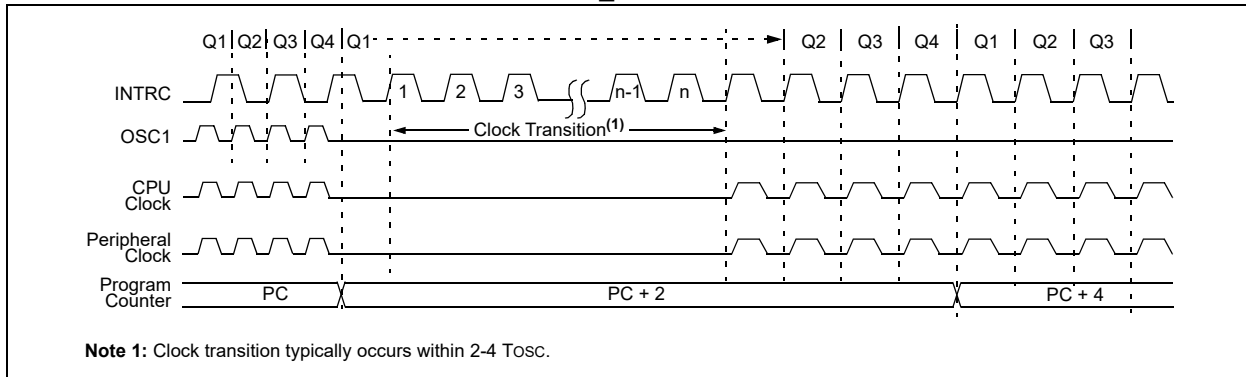 Q1 Q2 Q3 Q4 Q1 Q2 Q3 Q4 Q1 Q2 Q3
INTRC 1 2 3 n-1 n
OSC1 Clock Transition(1)
CPU
Clock
Peripheral
Clock
Program
Counter
PC PC + 2 PC + 4
Note 1: Clock transition typically occurs within 2-4 TOSC.